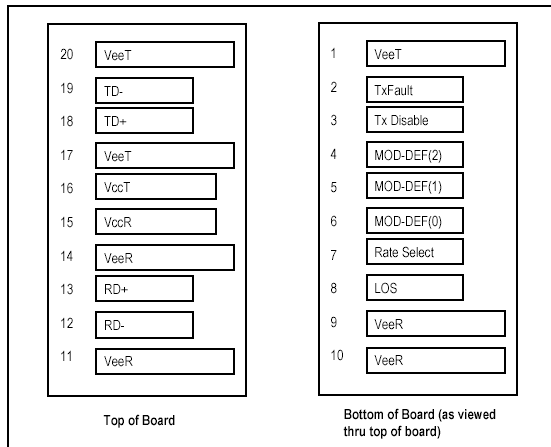 20 VeeT
19 TD-
18 TD+
17 VeeT
16 VccT
15 VccR
14 VeeR
13 RD+
12 RD-
11 VeeR
Top of Board
1 VeeT
2 TxFault
3 Tx Disable
4 MOD-DEF(2)
5 MOD-DEF(1)
6 MOD-DEF(0)
7 Rate Select
8 LOS
9 VeeR
10 VeeR
Bottom of Board (as viewed
thru top of board)